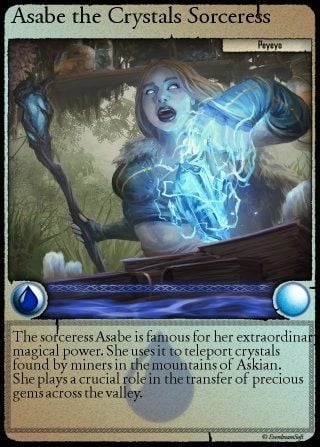 Asabe the Crystals Sorceress
Peyeyo
The sorceress Asabe is famous for her extraordinar
magical power. She uses it to teleport crystals
found by miners in the mountains of Askian.
She plays a crucial role in the transfer of precious
gems across the valley.
© EverdreamSoft